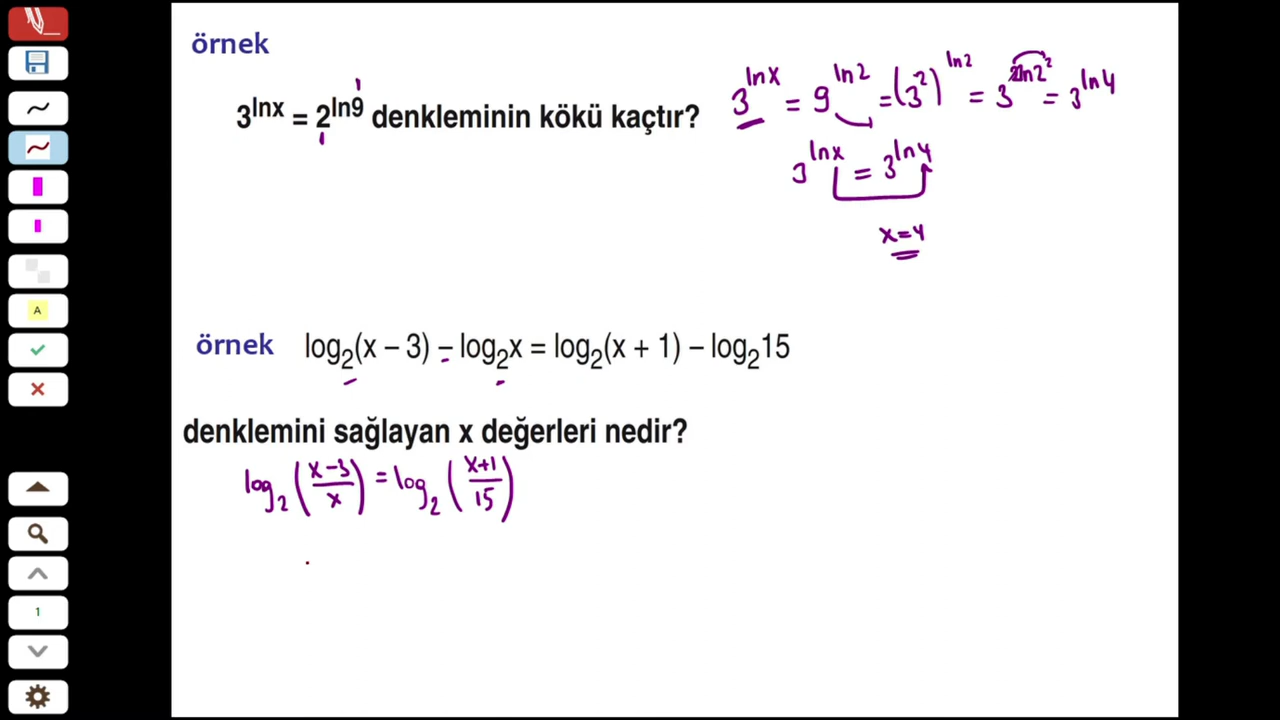 örnek
3^lnx = 2^ln9 denkleminin kökü kaçtır?
3^lnx = 9^ln2 = (3^2)^ln2 = 3^2ln2^2 = 3^ln4
3^lnx = 3^ln4
x=4
örnek log₂(x – 3) – log₂x = log₂(x + 1) – log₂15
denklemini sağlayan x değerleri nedir?
log₂(x-3/x) = log₂(x+1/15)
A
1